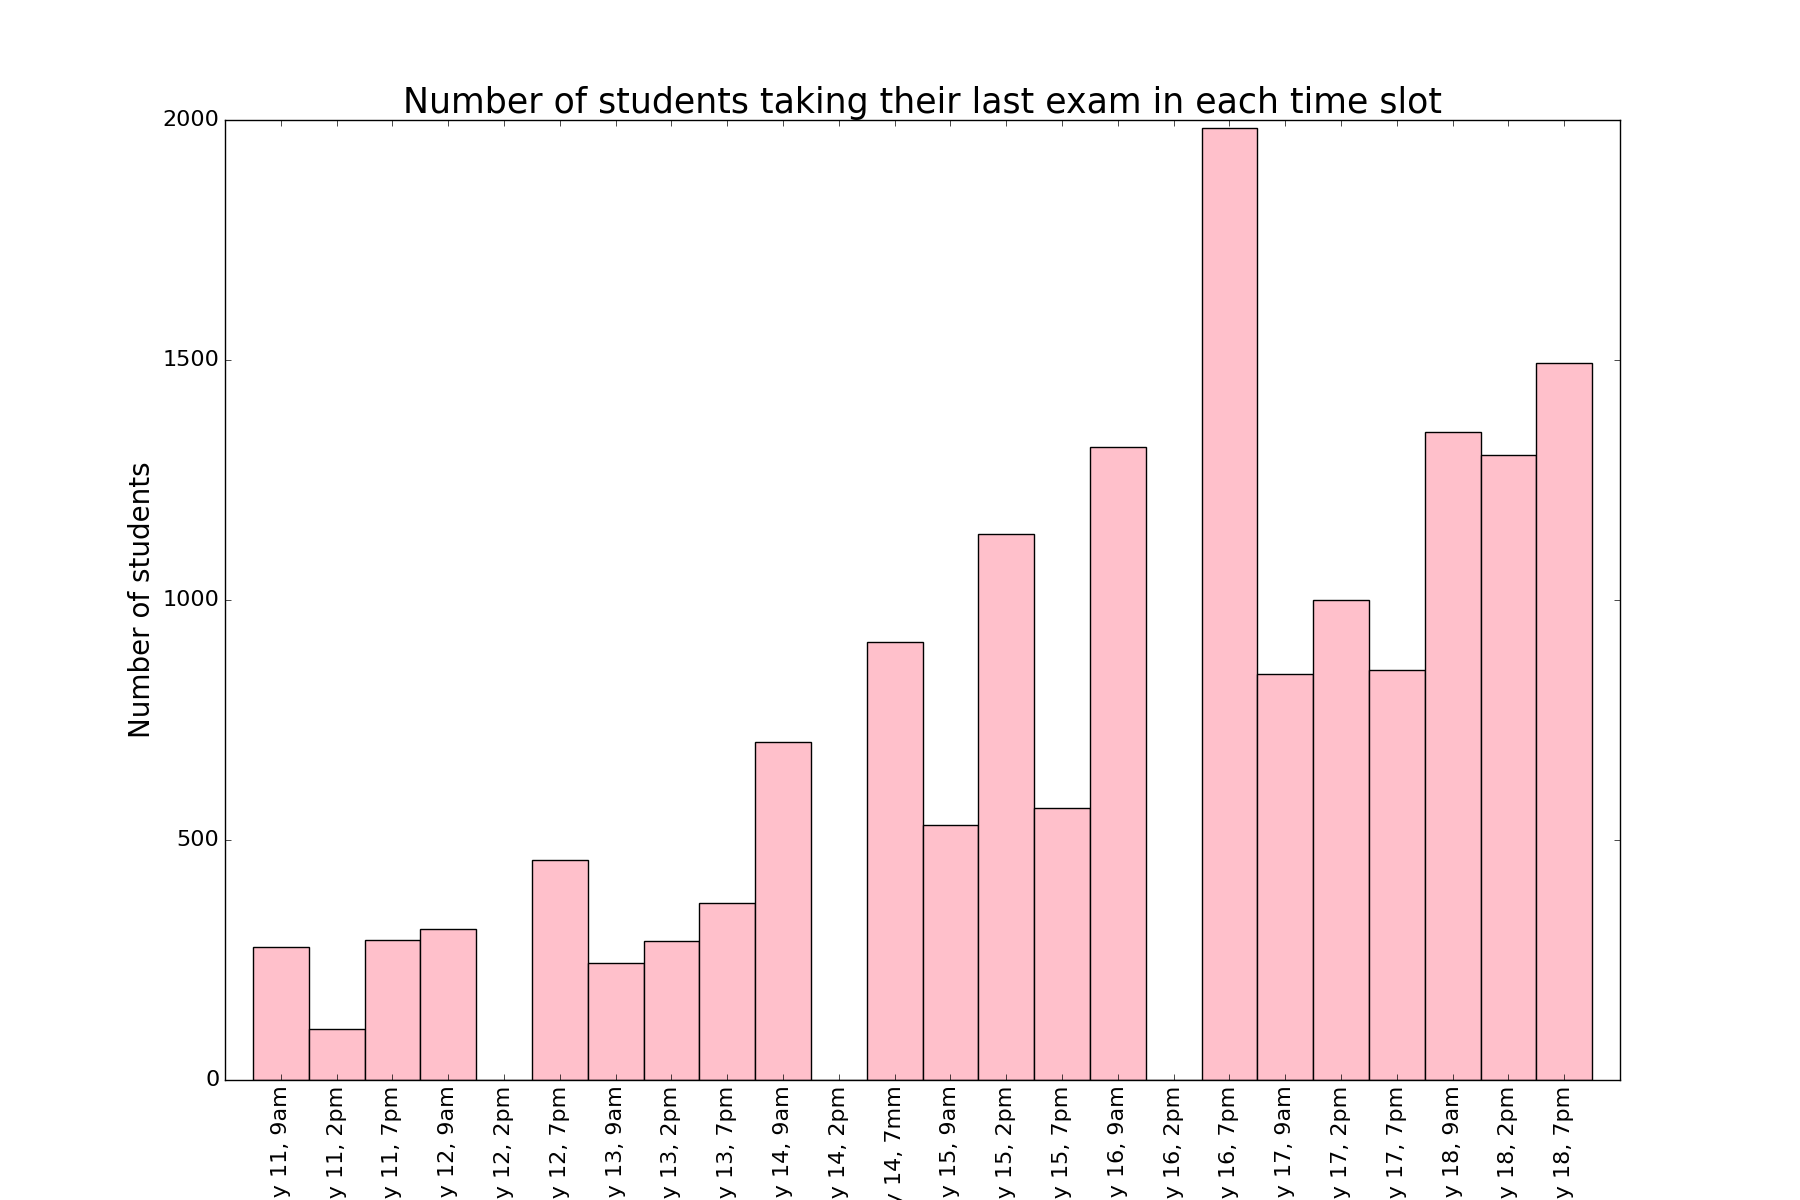 Number of students taking their last exam in each time slot
Number of students
2000
1500
1000
500
0
y 11, 9am
y 11, 2pm
y 11, 7pm
y 12, 9am
y 12, 2pm
y 12, 7pm
y 13, 9am
y 13, 2pm
y 13, 7pm
y 14, 9am
y 14, 2pm
y 14, 7mm
y 15, 9am
y 15, 2pm
y 15, 7pm
y 16, 9am
y 16, 2pm
y 16, 7pm
y 17, 9am
y 17, 2pm
y 17, 7pm
y 18, 9am
y 18, 2pm
y 18, 7pm